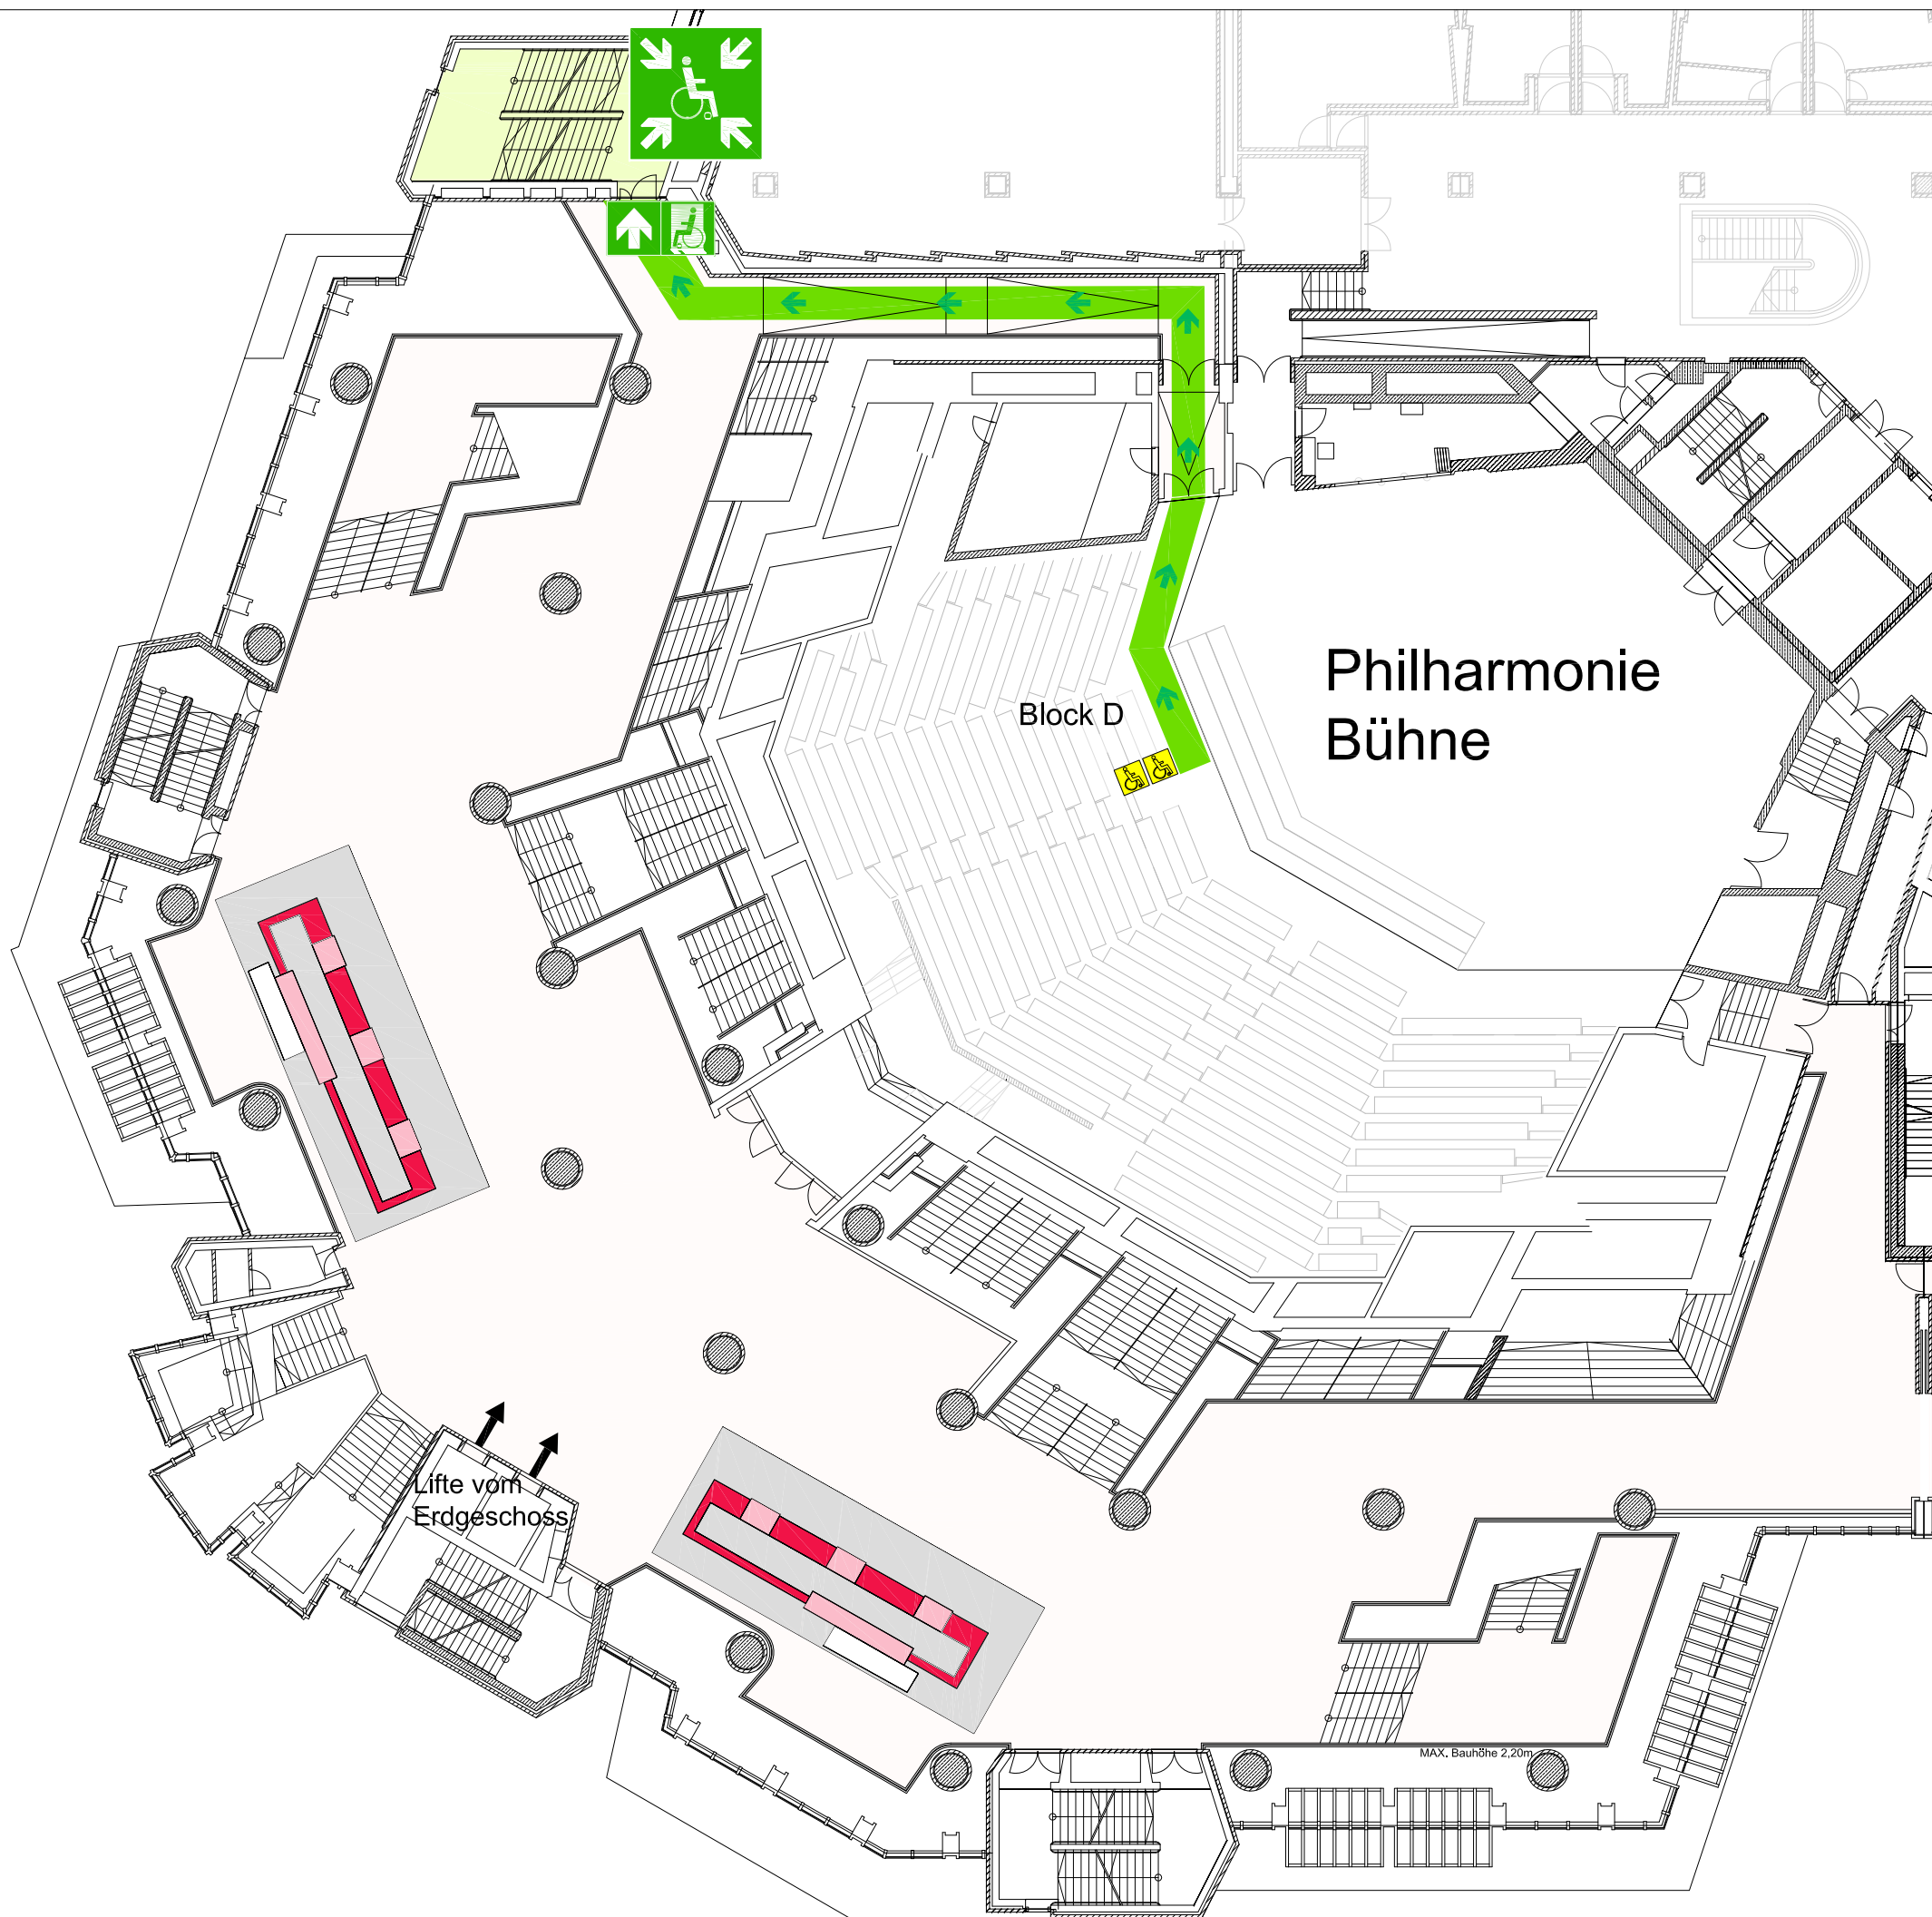 Philharmonie
Bühne
Block D
Lifte vom
Erdgeschoss
MAX. Bauhöhe 2,20m